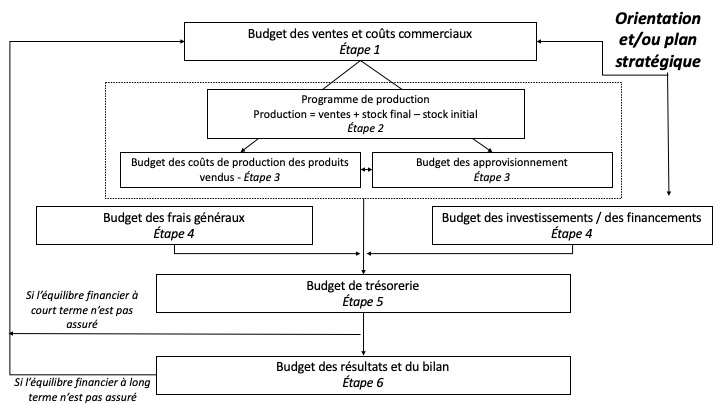 Budget des ventes et coûts commerciaux
Étape 1
Orientation
et/ou plan
stratégique
Programme de production
Production = ventes + stock final – stock initial
Étape 2
Budget des coûts de production des produits
vendus - Étape 3
Budget des approvisionnement
Étape 3
Budget des frais généraux
Étape 4
Budget des investissements / des financements
Étape 4
Budget de trésorerie
Étape 5
Si l’équilibre financier à
court terme n’est pas
assuré
Budget des résultats et du bilan
Étape 6
Si l’équilibre financier à long
terme n’est pas assuré